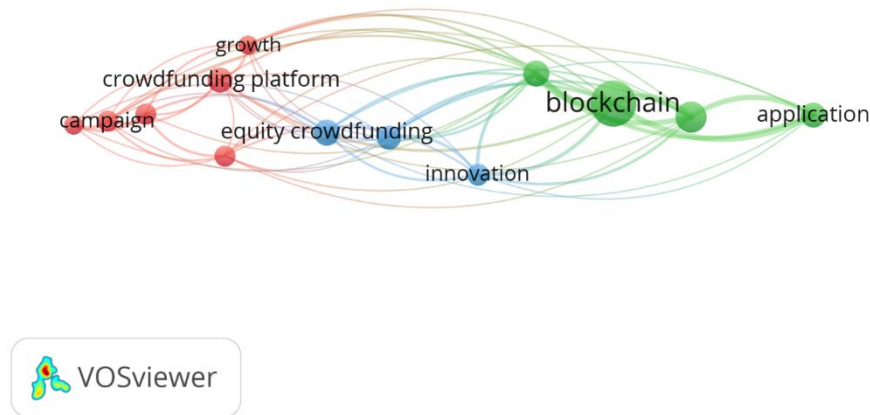 growth
crowdfunding platform
blockchain
campaign
application
equity crowdfunding
innovation
VOSviewer